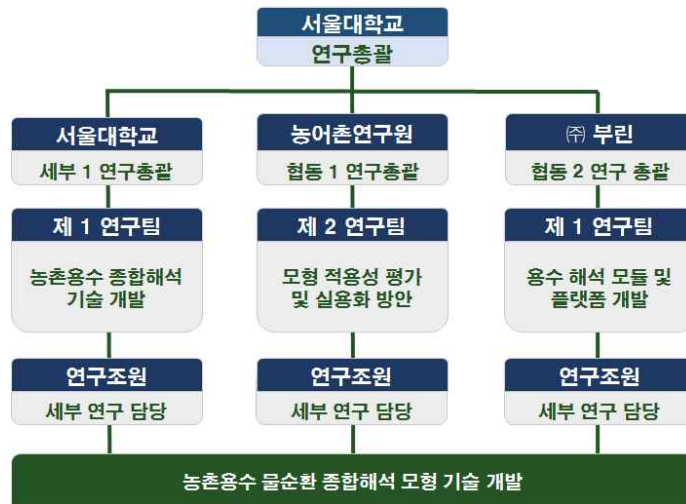 서울대학교
연구총괄
서울대학교
세부 1 연구총괄
농어촌연구원
협동 1 연구총괄
㈜ 부린
협동 2 연구 총괄
제 1 연구팀
농촌용수 종합해석
기술 개발
제 2 연구팀
모형 적용성 평가
및 실용화 방안
제 1 연구팀
용수 해석 모듈 및
플랫폼 개발
연구조원
세부 연구 담당
연구조원
세부 연구 담당
연구조원
세부 연구 담당
농촌용수 물순환 종합해석 모형 기술 개발